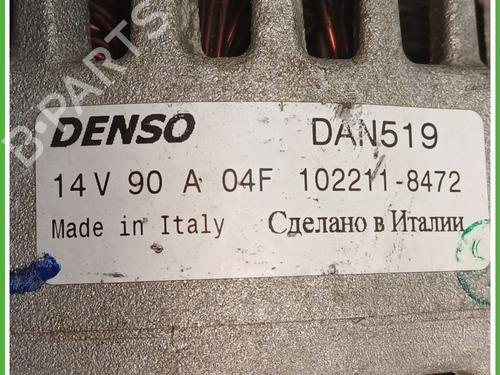 B-PARTS
DENSO DAN519
14V 90 A 04F 102211-8472
Made in Italy Сделано в Италии